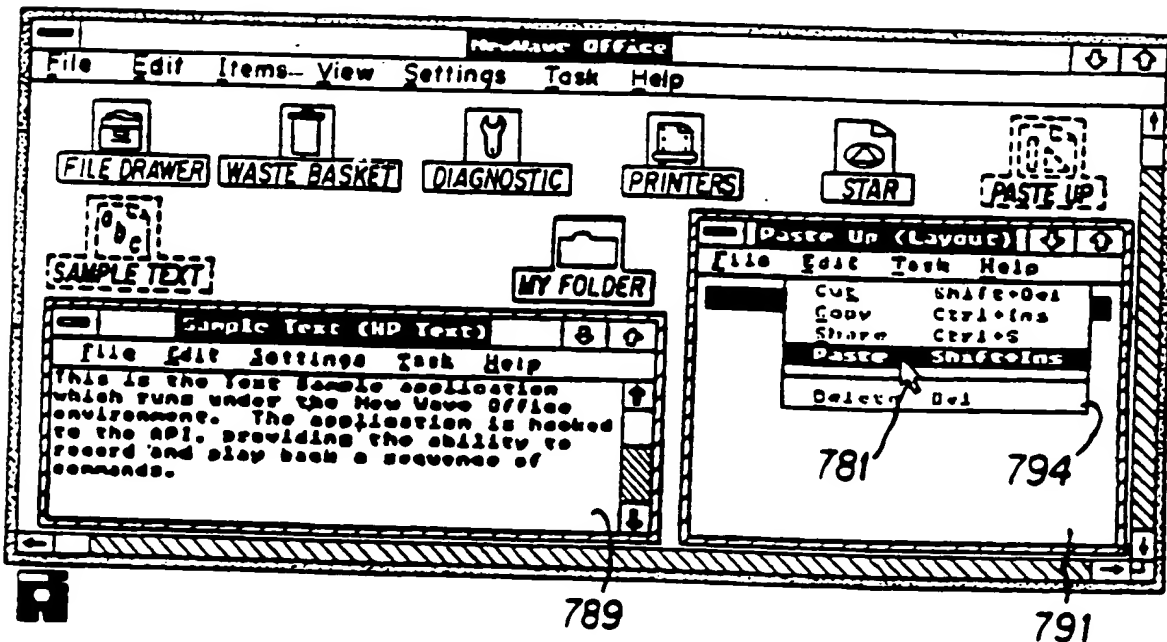 NewWave Office
File Edit Items View Settings Task Help
FILE DRAWER WASTE BASKET DIAGNOSTIC PRINTERS STAR PASTE UP
SAMPLE TEXT MY FOLDER
Paste Up (Layout)
File Edit Task Help
Cut Shift+Del
Copy Ctrl+Ins
Share Ctrl+S
Paste Shift+Ins
Delete Del
781 794
Sample Text (HP Text)
File Edit Settings Task Help
This is the Text Sample application
which runs under the New Wave Office
environment. The application is hooked
to the API, providing the ability to
record and play back a sequence of
commands.
789 791